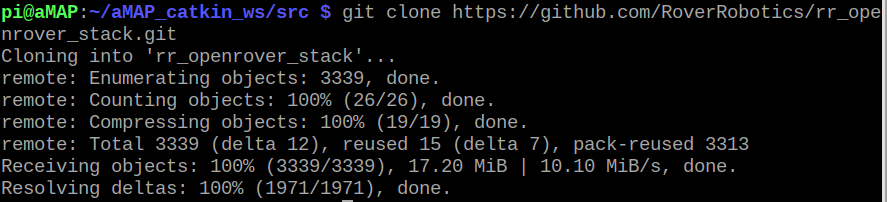 pi@aMAP:~/aMAP_catkin_ws/src $ git clone https://github.com/RoverRobotics/rr_ope
nrover_stack.git
Cloning into 'rr_openrover_stack'...
remote: Enumerating objects: 3339, done.
remote: Counting objects: 100% (26/26), done.
remote: Compressing objects: 100% (19/19), done.
remote: Total 3339 (delta 12), reused 15 (delta 7), pack-reused 3313
Receiving objects: 100% (3339/3339), 17.20 MiB | 10.10 MiB/s, done.
Resolving deltas: 100% (1971/1971), done.